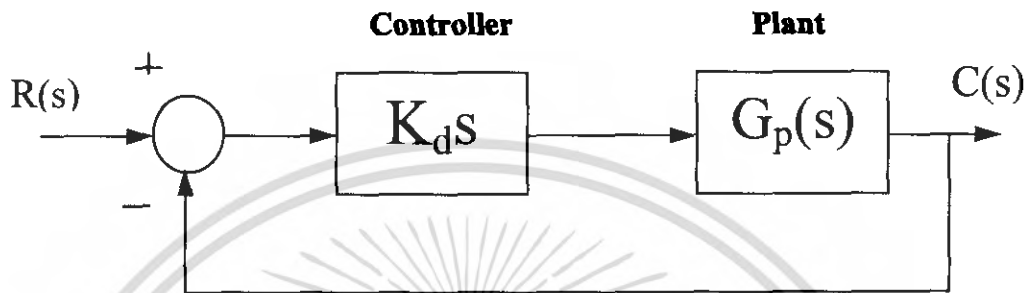 Controller
Plant
+
R(s)
K_d s
G_p(s)
C(s)
−